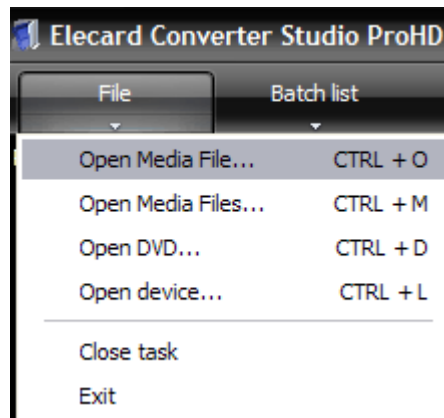 Elecard Converter Studio ProHD
File Batch list
Open Media File... CTRL + O
Open Media Files... CTRL + M
Open DVD... CTRL + D
Open device... CTRL + L
Close task
Exit